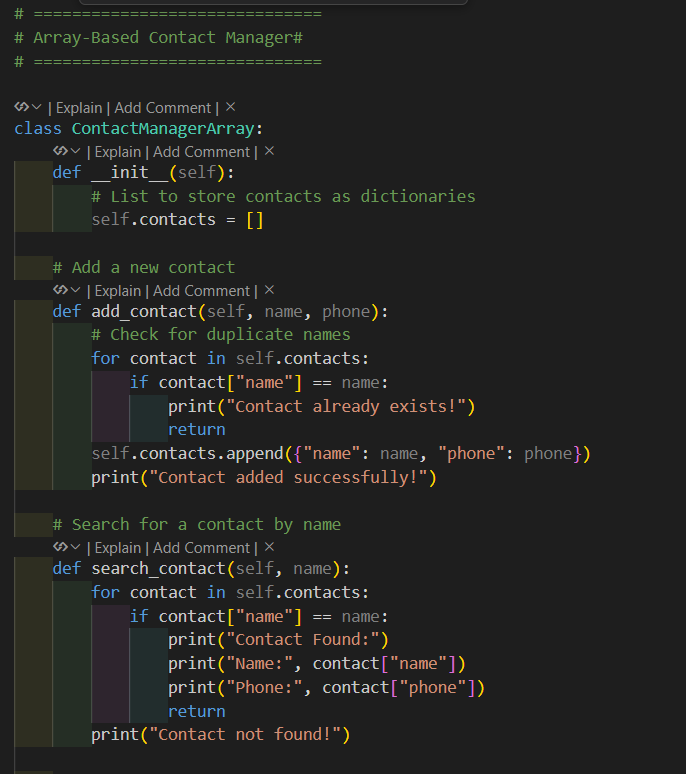 # ==============================
# Array-Based Contact Manager#
# ==============================
| Explain | Add Comment | ×
class ContactManagerArray:
| Explain | Add Comment | ×
def __init__(self):
# List to store contacts as dictionaries
self.contacts = []
# Add a new contact
| Explain | Add Comment | ×
def add_contact(self, name, phone):
# Check for duplicate names
for contact in self.contacts:
if contact["name"] == name:
print("Contact already exists!")
return
self.contacts.append({"name": name, "phone": phone})
print("Contact added successfully!")
# Search for a contact by name
| Explain | Add Comment | ×
def search_contact(self, name):
for contact in self.contacts:
if contact["name"] == name:
print("Contact Found:")
print("Name:", contact["name"])
print("Phone:", contact["phone"])
return
print("Contact not found!")